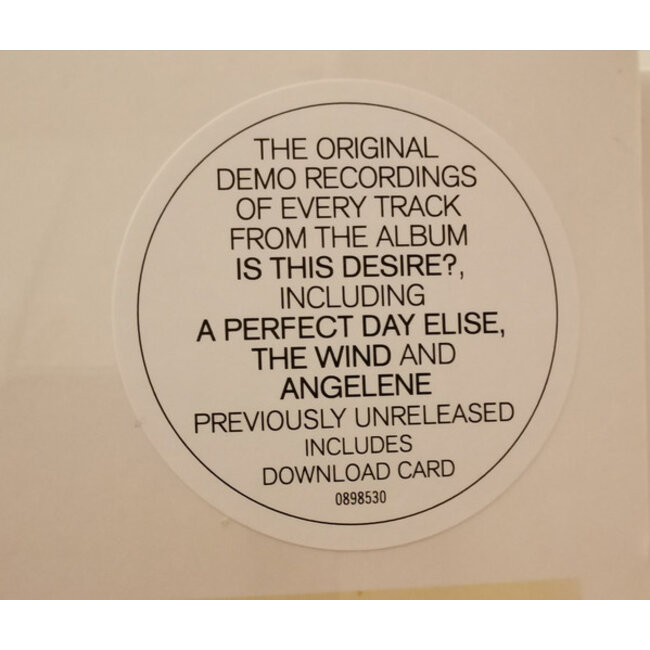 THE ORIGINAL
DEMO RECORDINGS
OF EVERY TRACK
FROM THE ALBUM
IS THIS DESIRE?,
INCLUDING
A PERFECT DAY ELISE,
THE WIND AND
ANGELENE
PREVIOUSLY UNRELEASED
INCLUDES
DOWNLOAD CARD
0898530